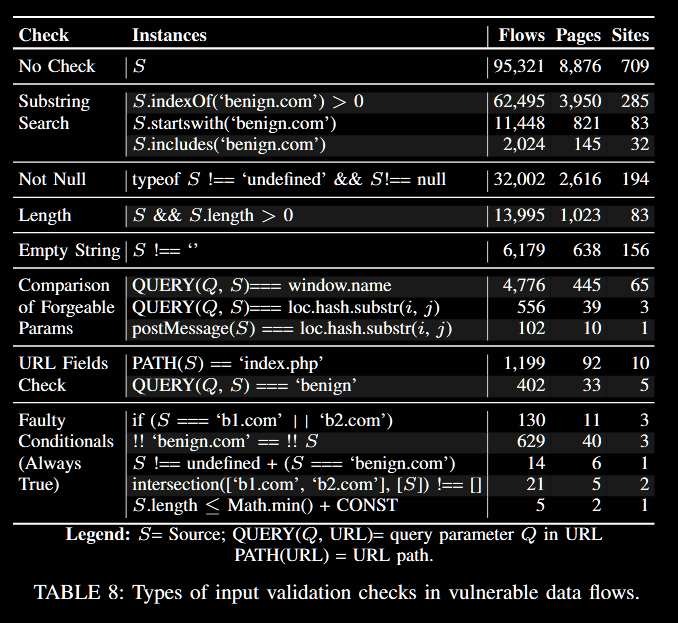 Check Instances Flows Pages Sites
No Check S 95,321 8,876 709
Substring S.indexOf(‘benign.com’) > 0 62,495 3,950 285
Search S.startswith(‘benign.com’) 11,448 821 83
S.includes(‘benign.com’) 2,024 145 32
Not Null typeof S !== ‘undefined’ && S!== null 32,002 2,616 194
Length S && S.length > 0 13,995 1,023 83
Empty String S !== ‘’ 6,179 638 156
Comparison QUERY(Q, S)=== window.name 4,776 445 65
of Forgeable QUERY(Q, S)=== loc.hash.substr(i, j) 556 39 3
Params postMessage(S) === loc.hash.substr(i, j) 102 10 1
URL Fields PATH(S) == ‘index.php’ 1,199 92 10
Check QUERY(Q, S) === ‘benign’ 402 33 5
Faulty if (S === ‘b1.com’ || ‘b2.com’) 130 11 3
Conditionals !! ‘benign.com’ == !! S 629 40 3
(Always S !== undefined + (S === ‘benign.com’) 14 6 1
True) intersection([‘b1.com’, ‘b2.com’], [S]) !== [] 21 5 2
S.length ≤ Math.min() + CONST 5 2 1
Legend: S= Source; QUERY(Q, URL)= query parameter Q in URL
PATH(URL) = URL path.
TABLE 8: Types of input validation checks in vulnerable data flows.